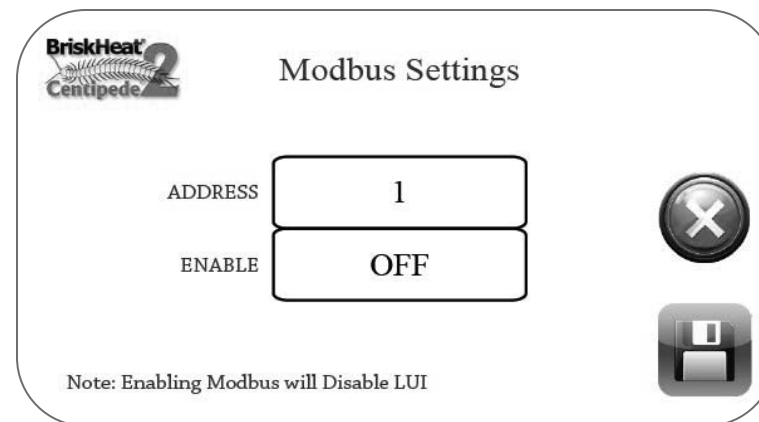 BriskHeat®
Centipede 2
Modbus Settings
ADDRESS 1
ENABLE OFF
Note: Enabling Modbus will Disable LUI